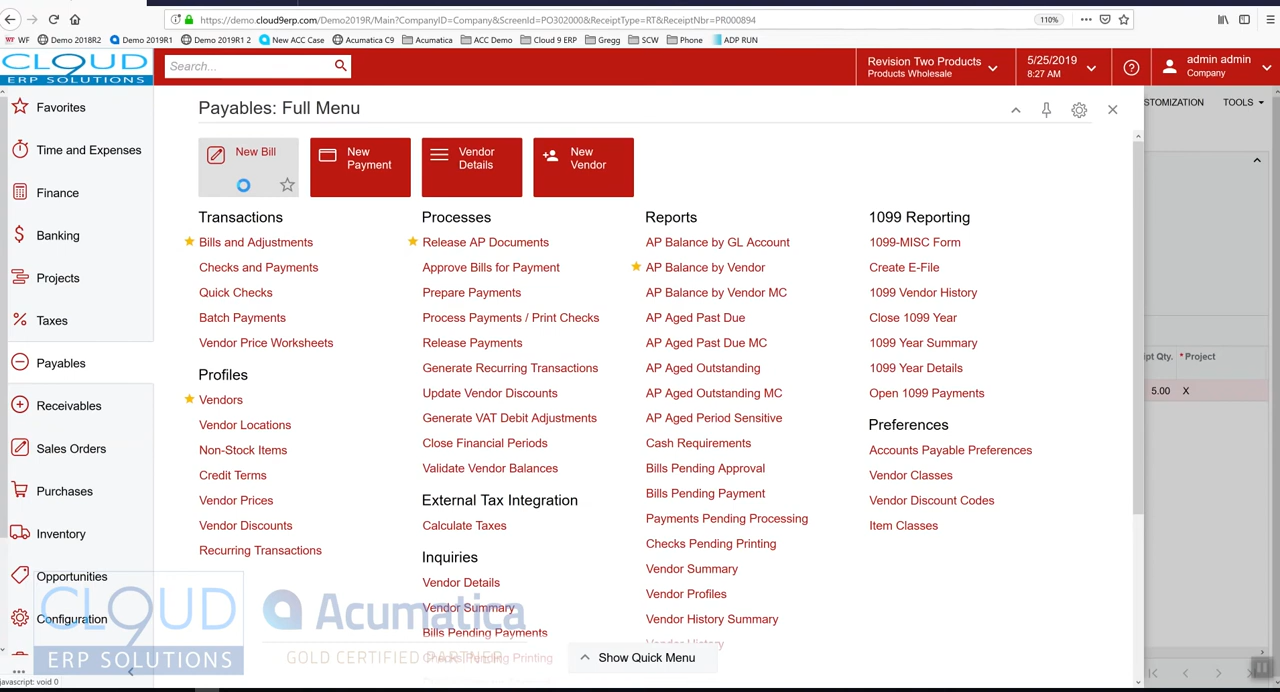 https://demo.cloud9erp.com/Demo2019R/Main?CompanyID=Company&ScreenId=PO302000&ReceiptType=RT&ReceiptNbr=PR000894
110%
WF
Demo 2018R2
Demo 2019R1
Demo 2019R1 2
New ACC Case
Acumatica C9
Acumatica
ACC Demo
Cloud 9 ERP
Gregg
SCW
Phone
ADP RUN
CLOUD
ERP SOLUTIONS
Search...
Revision Two Products
Products Wholesale
5/25/2019
8:27 AM
admin admin
Company
STOMIZATION
TOOLS
Favorites
Time and Expenses
Finance
Banking
Projects
Taxes
Payables
Receivables
Sales Orders
Purchases
Inventory
Opportunities
Configuration
Payables: Full Menu
New Bill
New Payment
Vendor Details
New Vendor
Transactions
Bills and Adjustments
Checks and Payments
Quick Checks
Batch Payments
Vendor Price Worksheets
Profiles
Vendors
Vendor Locations
Non-Stock Items
Credit Terms
Vendor Prices
Vendor Discounts
Recurring Transactions
Processes
Release AP Documents
Approve Bills for Payment
Prepare Payments
Process Payments / Print Checks
Release Payments
Generate Recurring Transactions
Update Vendor Discounts
Generate VAT Debit Adjustments
Close Financial Periods
Validate Vendor Balances
External Tax Integration
Calculate Taxes
Inquiries
Vendor Details
Vendor Summary
Bills Pending Payments
Checks Pending Printing
Reports
AP Balance by GL Account
AP Balance by Vendor
AP Balance by Vendor MC
AP Aged Past Due
AP Aged Past Due MC
AP Aged Outstanding
AP Aged Outstanding MC
AP Aged Period Sensitive
Cash Requirements
Bills Pending Approval
Bills Pending Payment
Payments Pending Processing
Checks Pending Printing
Vendor Summary
Vendor Profiles
Vendor History Summary
Vendor History
1099 Reporting
1099-MISC Form
Create E-File
1099 Vendor History
Close 1099 Year
1099 Year Summary
1099 Year Details
Open 1099 Payments
Preferences
Accounts Payable Preferences
Vendor Classes
Vendor Discount Codes
Item Classes
ipt Qty.
* Project
5.00
X
Show Quick Menu
CL9UD
ERP SOLUTIONS
Acumatica
GOLD CERTIFIED PARTNER
javascript: void 0